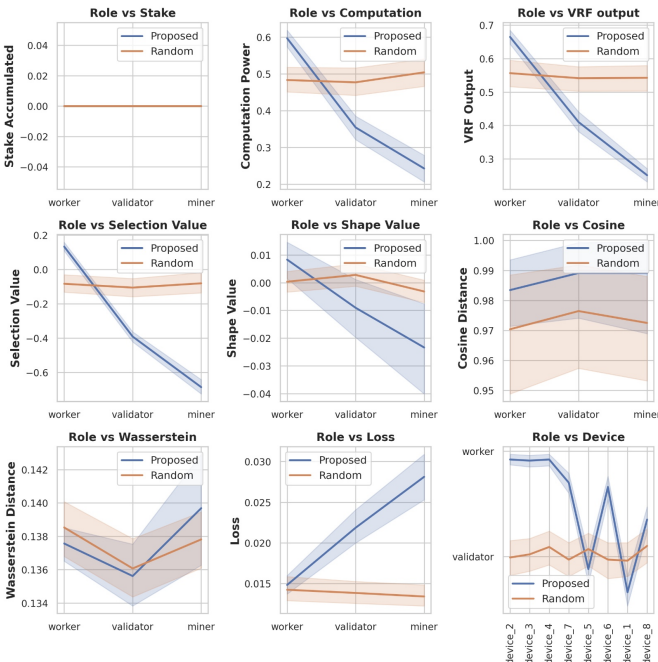 Role vs Stake
Stake Accumulated
0.04
0.02
0.00
−0.02
−0.04
Proposed
Random
worker
validator
miner
Role vs Computation
Computation Power
0.6
0.5
0.4
0.3
0.2
Proposed
Random
worker
validator
miner
Role vs VRF output
VRF Output
0.7
0.6
0.5
0.4
0.3
Proposed
Random
worker
validator
miner
Role vs Selection Value
Selection Value
0.2
0.0
−0.2
−0.4
−0.6
Proposed
Random
worker
validator
miner
Role vs Shape Value
Shape Value
0.01
0.00
−0.01
−0.02
−0.03
−0.04
Proposed
Random
worker
validator
miner
Role vs Cosine
Cosine Distance
1.00
0.99
0.98
0.97
0.96
0.95
Proposed
Random
worker
validator
miner
Role vs Wasserstein
Wasserstein Distance
0.142
0.140
0.138
0.136
0.134
Proposed
Random
worker
validator
miner
Role vs Loss
Loss
0.030
0.025
0.020
0.015
Proposed
Random
worker
validator
miner
Role vs Device
worker
validator
Proposed
Random
device_2
device_3
device_4
device_7
device_5
device_6
device_1
device_8